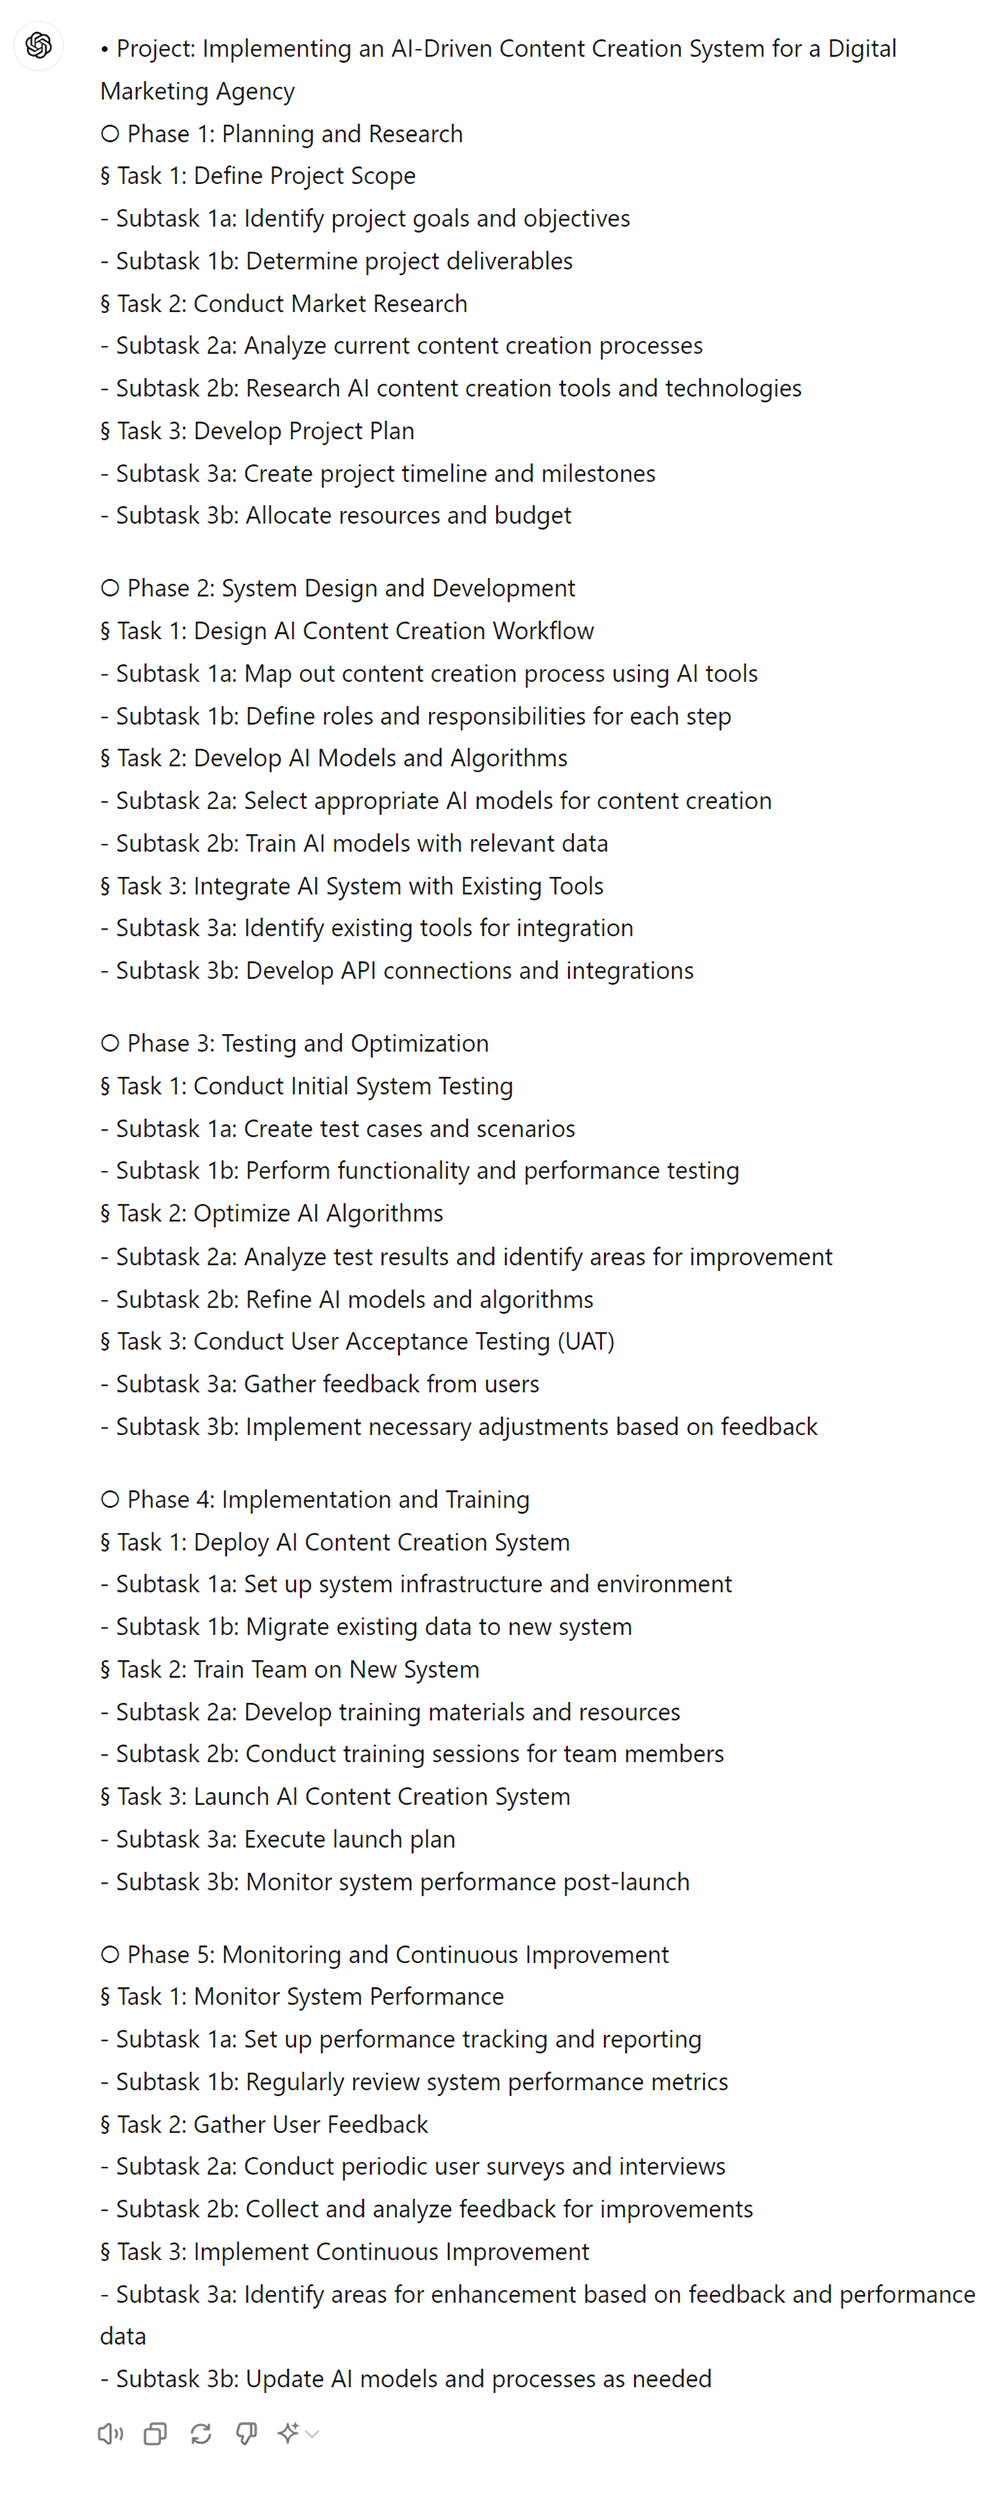 • Project: Implementing an AI-Driven Content Creation System for a Digital
Marketing Agency
○ Phase 1: Planning and Research
§ Task 1: Define Project Scope
- Subtask 1a: Identify project goals and objectives
- Subtask 1b: Determine project deliverables
§ Task 2: Conduct Market Research
- Subtask 2a: Analyze current content creation processes
- Subtask 2b: Research AI content creation tools and technologies
§ Task 3: Develop Project Plan
- Subtask 3a: Create project timeline and milestones
- Subtask 3b: Allocate resources and budget
○ Phase 2: System Design and Development
§ Task 1: Design AI Content Creation Workflow
- Subtask 1a: Map out content creation process using AI tools
- Subtask 1b: Define roles and responsibilities for each step
§ Task 2: Develop AI Models and Algorithms
- Subtask 2a: Select appropriate AI models for content creation
- Subtask 2b: Train AI models with relevant data
§ Task 3: Integrate AI System with Existing Tools
- Subtask 3a: Identify existing tools for integration
- Subtask 3b: Develop API connections and integrations
○ Phase 3: Testing and Optimization
§ Task 1: Conduct Initial System Testing
- Subtask 1a: Create test cases and scenarios
- Subtask 1b: Perform functionality and performance testing
§ Task 2: Optimize AI Algorithms
- Subtask 2a: Analyze test results and identify areas for improvement
- Subtask 2b: Refine AI models and algorithms
§ Task 3: Conduct User Acceptance Testing (UAT)
- Subtask 3a: Gather feedback from users
- Subtask 3b: Implement necessary adjustments based on feedback
○ Phase 4: Implementation and Training
§ Task 1: Deploy AI Content Creation System
- Subtask 1a: Set up system infrastructure and environment
- Subtask 1b: Migrate existing data to new system
§ Task 2: Train Team on New System
- Subtask 2a: Develop training materials and resources
- Subtask 2b: Conduct training sessions for team members
§ Task 3: Launch AI Content Creation System
- Subtask 3a: Execute launch plan
- Subtask 3b: Monitor system performance post-launch
○ Phase 5: Monitoring and Continuous Improvement
§ Task 1: Monitor System Performance
- Subtask 1a: Set up performance tracking and reporting
- Subtask 1b: Regularly review system performance metrics
§ Task 2: Gather User Feedback
- Subtask 2a: Conduct periodic user surveys and interviews
- Subtask 2b: Collect and analyze feedback for improvements
§ Task 3: Implement Continuous Improvement
- Subtask 3a: Identify areas for enhancement based on feedback and performance
data
- Subtask 3b: Update AI models and processes as needed